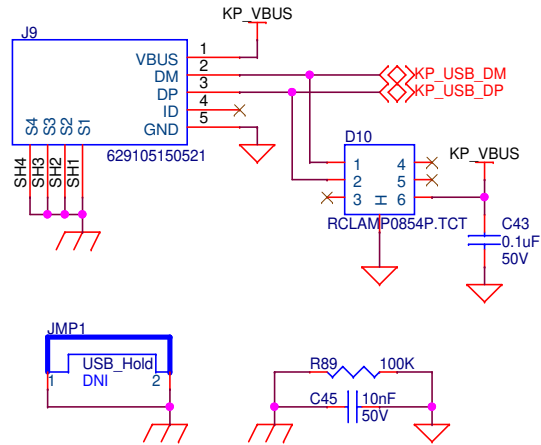 KP_VBUS
J9
VBUS 1
DM 2
DP 3
ID 4
GND 5
S4 S3 S2 S1
SH4 SH3 SH2 SH1
629105150521
KP_USB_DM
KP_USB_DP
D10
1 4
2 5
3 H 6
RCLAMP0854P.TCT
KP_VBUS
C43
0.1uF
50V
JMP1
USB_Hold
1 DNI 2
R89 100K
C45 10nF
50V